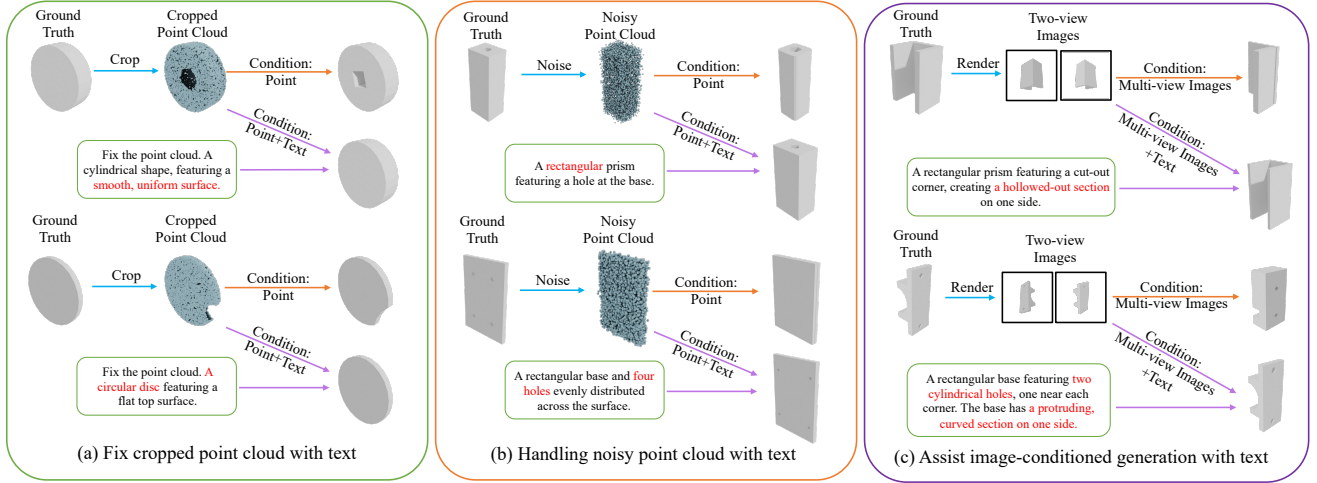 Ground
Truth
Cropped
Point Cloud
Crop
Condition:
Point
Condition:
Point+Text
Fix the point cloud. A
cylindrical shape, featuring a
smooth, uniform surface.
Ground
Truth
Cropped
Point Cloud
Crop
Condition:
Point
Condition:
Point+Text
Fix the point cloud. A
circular disc featuring a
flat top surface.
(a) Fix cropped point cloud with text
Ground
Truth
Noisy
Point Cloud
Noise
Condition:
Point
Condition:
Point+Text
A rectangular prism
featuring a hole at the base.
Ground
Truth
Noisy
Point Cloud
Noise
Condition:
Point
Condition:
Point+Text
A rectangular base and four
holes evenly distributed
across the surface.
(b) Handling noisy point cloud with text
Ground
Truth
Two-view
Images
Render
Condition:
Multi-view Images
Condition:
Multi-view Images
+Text
A rectangular prism featuring a cut-out
corner, creating a hollowed-out section
on one side.
Ground
Truth
Two-view
Images
Render
Condition:
Multi-view Images
Condition:
Multi-view Images
+Text
A rectangular base featuring two
cylindrical holes, one near each
corner. The base has a protruding,
curved section on one side.
(c) Assist image-conditioned generation with text